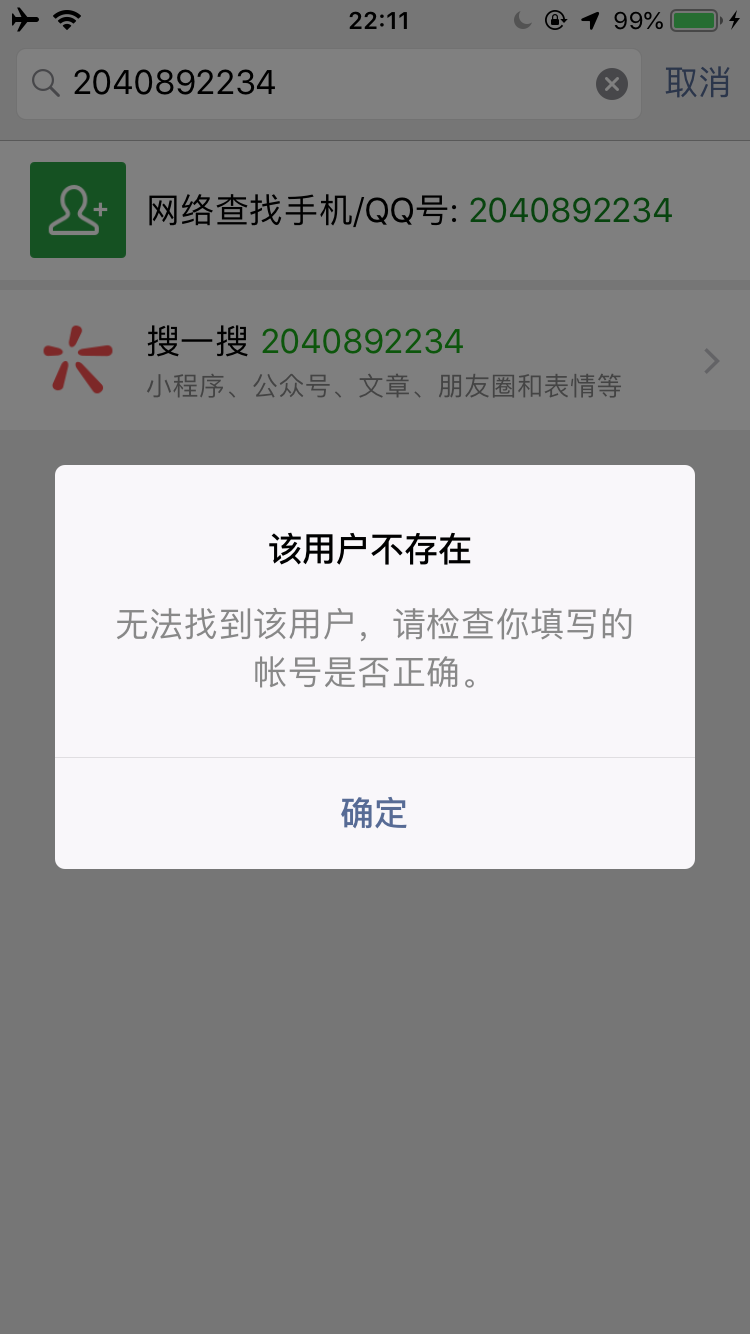 22:11
99%
2040892234
取消
网络查找手机/QQ号: 2040892234
搜一搜 2040892234
小程序、公众号、文章、朋友圈和表情等
该用户不存在
无法找到该用户，请检查你填写的
帐号是否正确。
确定